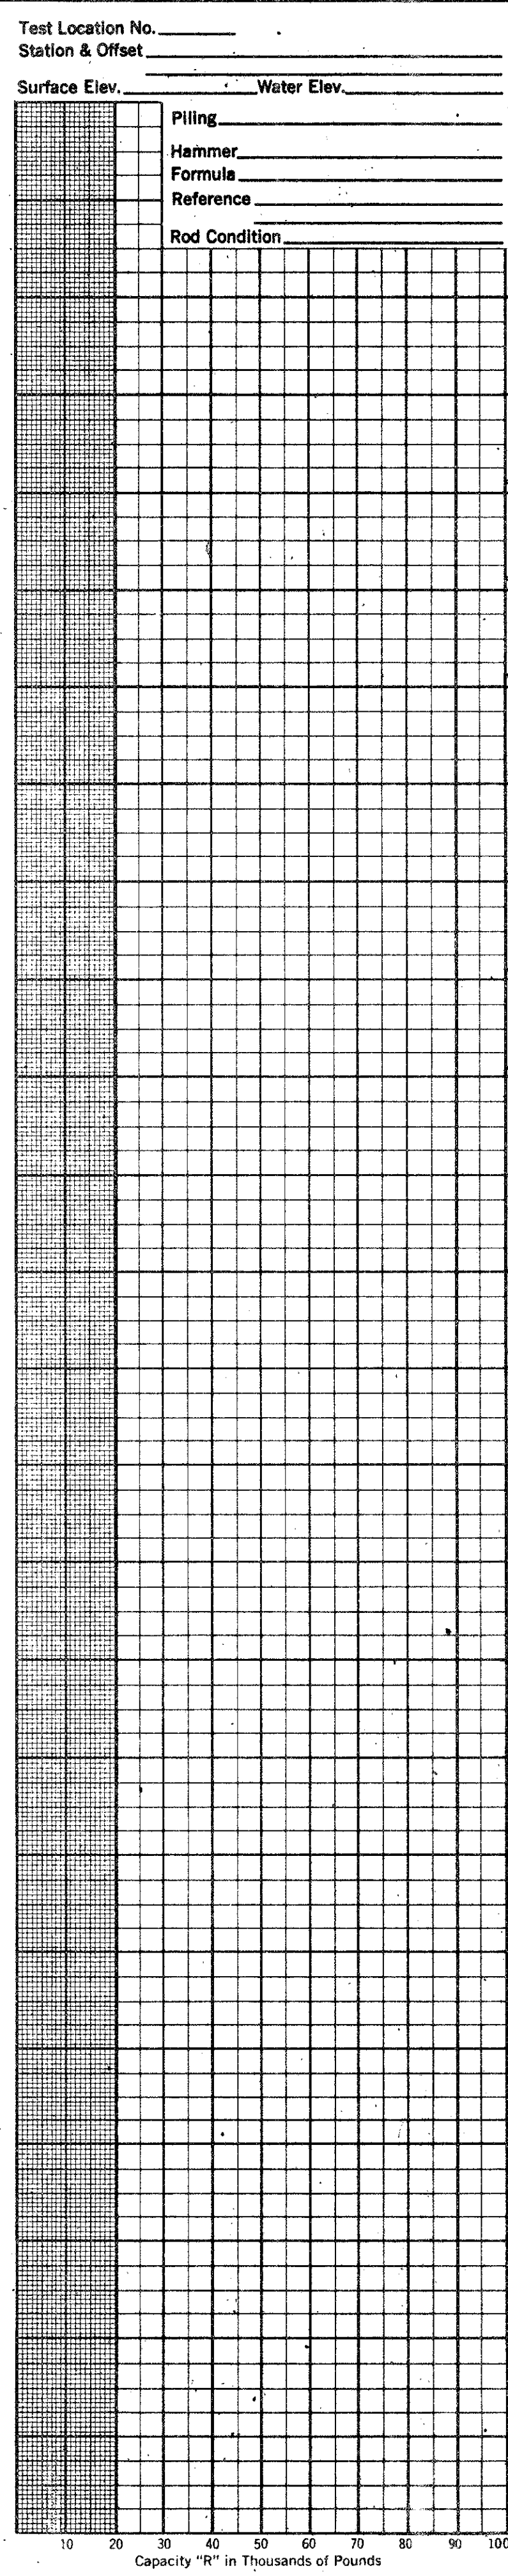 Test Location No.
Station & Offset
Surface Elev. Water Elev.
Piling
Hammer
Formula
Reference
Rod Condition
10 20 30 40 50 60 70 80 90 100
Capacity "R" in Thousands of Pounds